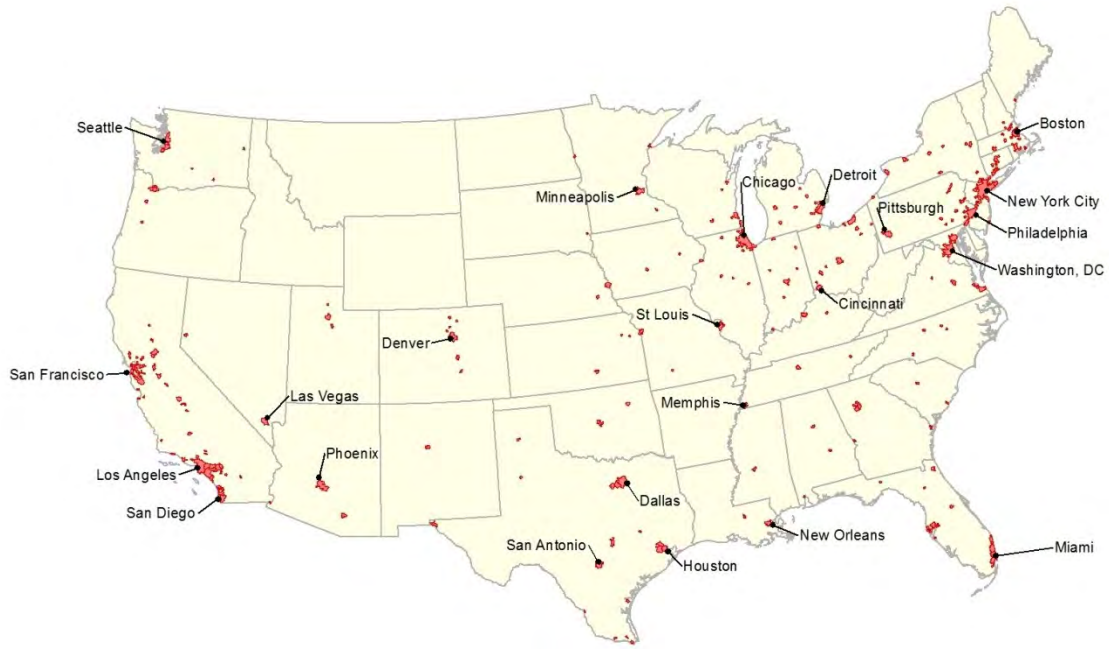 Seattle
Boston
Minneapolis
Chicago
Detroit
New York City
Pittsburgh
Philadelphia
Washington, DC
Cincinnati
St Louis
Denver
San Francisco
Las Vegas
Memphis
Phoenix
Los Angeles
San Diego
Dallas
New Orleans
San Antonio
Houston
Miami